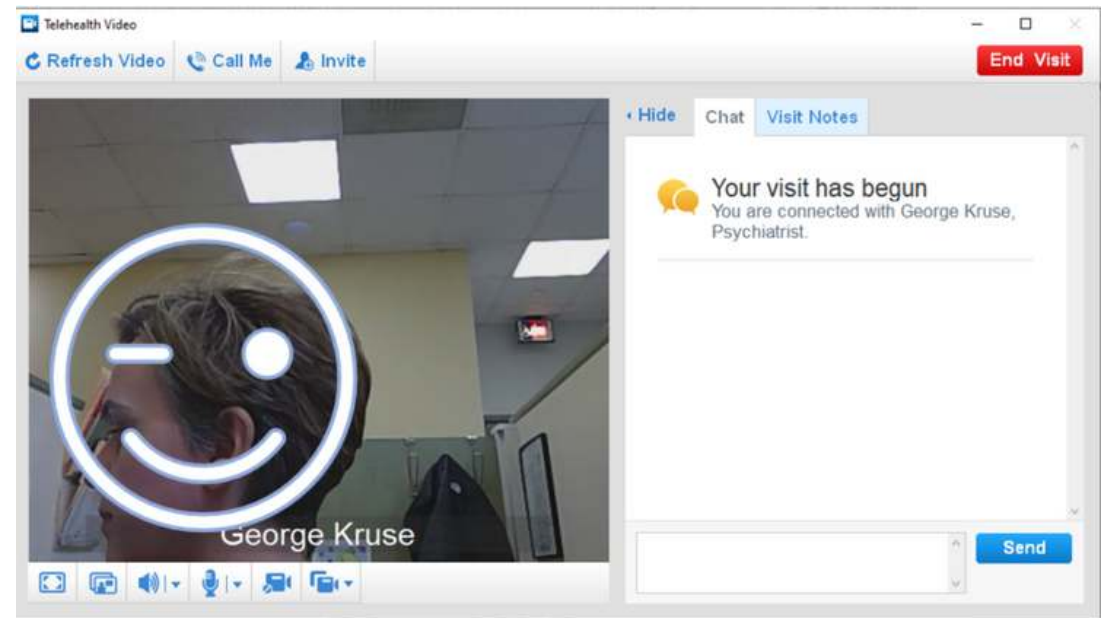 Telehealth Video
Refresh Video Call Me Invite
End Visit
Hide Chat Visit Notes
Your visit has begun
You are connected with George Kruse,
Psychiatrist.
George Kruse
Send